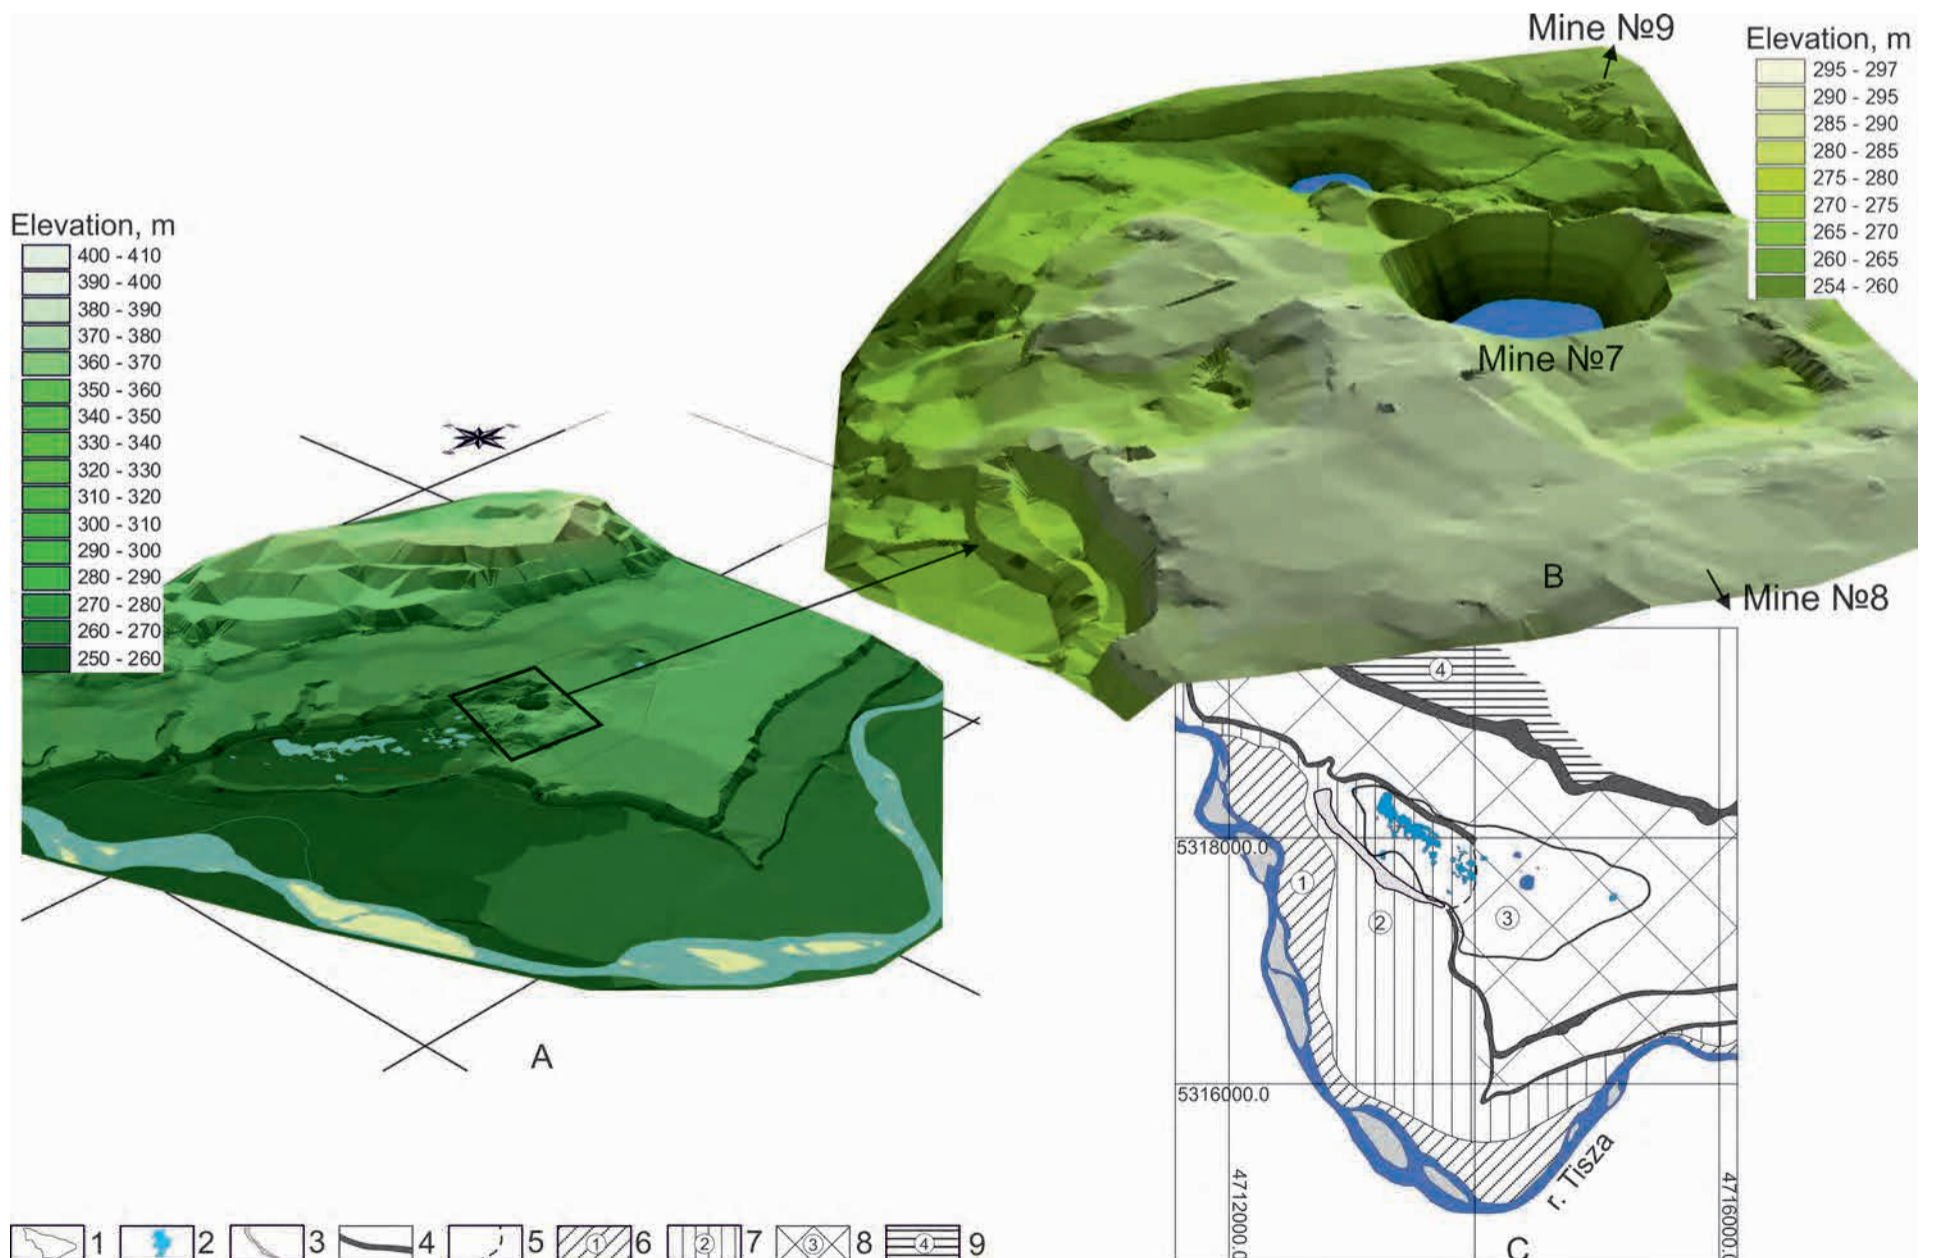 Mine №9
Elevation, m
295 - 297
290 - 295
285 - 290
280 - 285
275 - 280
270 - 275
265 - 270
260 - 265
254 - 260
Mine №7
B
Mine №8
Elevation, m
400 - 410
390 - 400
380 - 390
370 - 380
360 - 370
350 - 360
340 - 350
330 - 340
320 - 330
310 - 320
300 - 310
290 - 300
280 - 290
270 - 280
260 - 270
250 - 260
A
4
5318000.0
1
2
3
5316000.0
r. Tisza
4712000.0
4716000.0
C
1
2
3
4
5
1 6
2 7
3 8
4 9